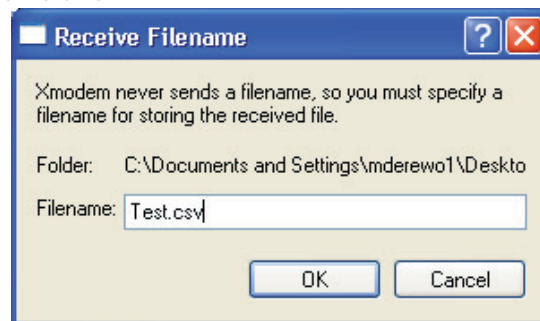 Receive Filename
Xmodem never sends a filename, so you must specify a
filename for storing the received file.
Folder: C:\Documents and Settings\mderewo1\Deskto
Filename: Test.csv
OK Cancel